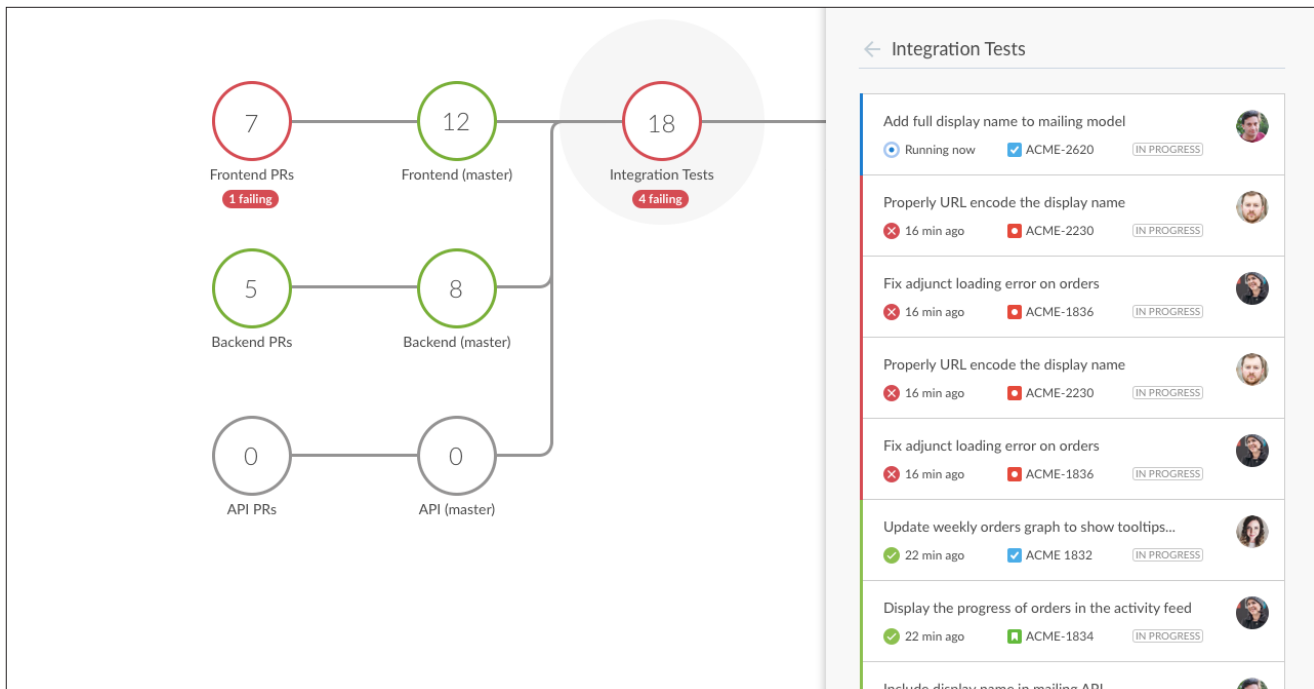 7
12
18
Frontend PRs
Frontend (master)
Integration Tests
1 failing
4 failing
5
8
Backend PRs
Backend (master)
0
0
API PRs
API (master)
Integration Tests
Add full display name to mailing model
Running now ACME-2620 IN PROGRESS
Properly URL encode the display name
16 min ago ACME-2230 IN PROGRESS
Fix adjunct loading error on orders
16 min ago ACME-1836 IN PROGRESS
Properly URL encode the display name
16 min ago ACME-2230 IN PROGRESS
Fix adjunct loading error on orders
16 min ago ACME-1836 IN PROGRESS
Update weekly orders graph to show tooltips...
22 min ago ACME 1832 IN PROGRESS
Display the progress of orders in the activity feed
22 min ago ACME-1834 IN PROGRESS
Include display name in mailing API